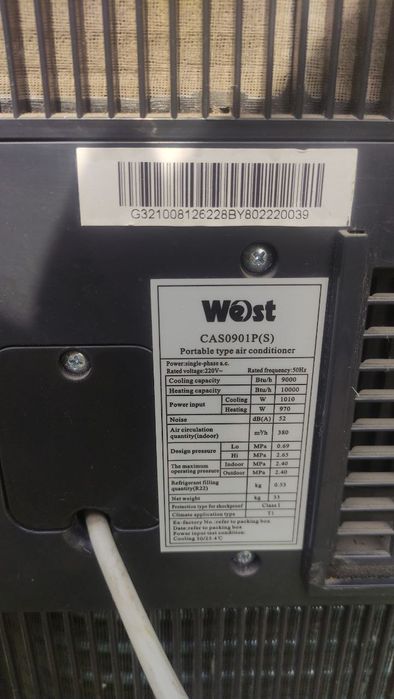 G321008126228BY802220039
West
CAS0901P(S)
Portable type air conditioner
Power:single-phase a.c.
Rated voltage:220V~ Rated frequency:50Hz
Cooling capacity Btu/h 9000
Heating capacity Btu/h 10000
Power input Cooling W 1010
Heating W 970
Noise dB(A) 52
Air circulation quantity(indoor) m³/h 380
Design pressure Lo MPa 0.69
Hi MPa 2.65
The maximum operating pressure Indoor MPa 2.40
Outdoor MPa 2.40
Refrigerant filling quantity(R22) kg 0.53
Net weight kg 33
Protection type for shockproof Class I
Climate application type T1
Ex-factory No.:refer to packing box
Date:refer to packing box
Power input test condition:
Cooling 30/23.4℃